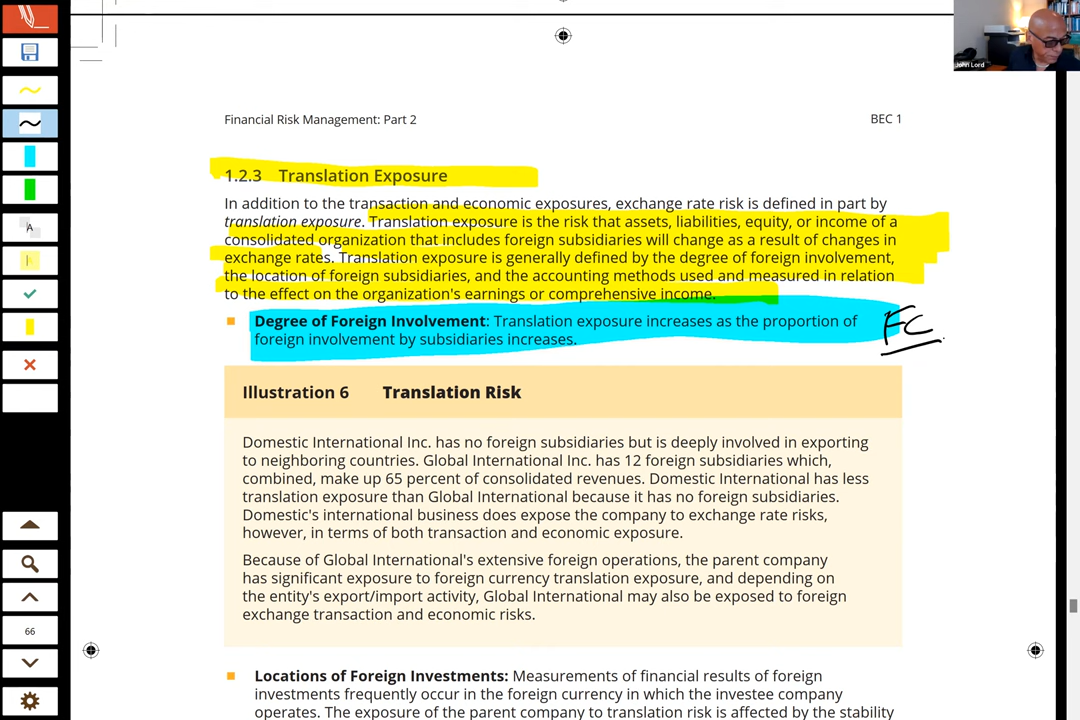 John Lord
Financial Risk Management: Part 2
BEC 1
1.2.3 Translation Exposure
In addition to the transaction and economic exposures, exchange rate risk is defined in part by
translation exposure. Translation exposure is the risk that assets, liabilities, equity, or income of a
consolidated organization that includes foreign subsidiaries will change as a result of changes in
exchange rates. Translation exposure is generally defined by the degree of foreign involvement,
the location of foreign subsidiaries, and the accounting methods used and measured in relation
to the effect on the organization's earnings or comprehensive income.
Degree of Foreign Involvement: Translation exposure increases as the proportion of
foreign involvement by subsidiaries increases.
FC
Illustration 6 Translation Risk
Domestic International Inc. has no foreign subsidiaries but is deeply involved in exporting
to neighboring countries. Global International Inc. has 12 foreign subsidiaries which,
combined, make up 65 percent of consolidated revenues. Domestic International has less
translation exposure than Global International because it has no foreign subsidiaries.
Domestic's international business does expose the company to exchange rate risks,
however, in terms of both transaction and economic exposure.
Because of Global International's extensive foreign operations, the parent company
has significant exposure to foreign currency translation exposure, and depending on
the entity's export/import activity, Global International may also be exposed to foreign
exchange transaction and economic risks.
Locations of Foreign Investments: Measurements of financial results of foreign
investments frequently occur in the foreign currency in which the investee company
operates. The exposure of the parent company to translation risk is affected by the stability
A
66